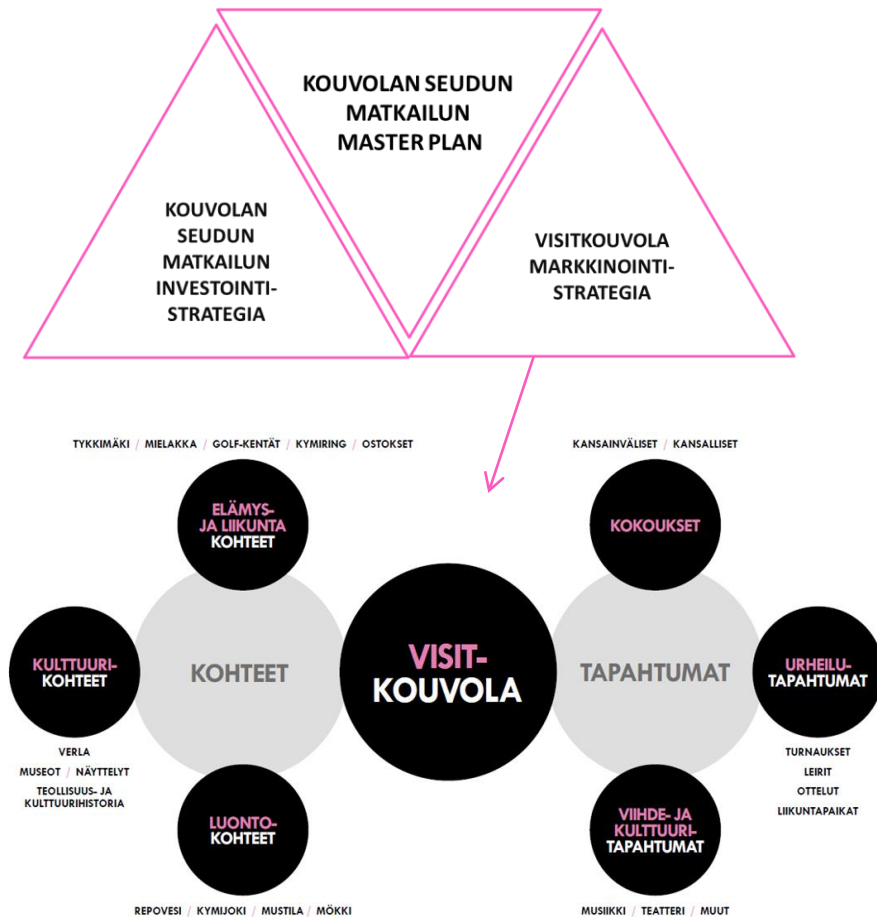 KOUVOLAN SEUDUN
MATKAILUN
MASTER PLAN
KOUVOLAN
SEUDUN
MATKAILUN
INVESTOINTI-
STRATEGIA
VISITKOUVOLA
MARKKINOINTI-
STRATEGIA
TYKKIMÄKI / MIELAKKA / GOLF-KENTÄT / KYMIRING / OSTOKSET
KANSAINVÄLISET / KANSALLISET
ELÄMYS-
JA LIIKUNTA
KOHTEET
KOKOUKSET
KULTTUURI-
KOHTEET
KOHTEET
VISIT-
KOUVOLA
TAPAHTUMAT
URHEILU-
TAPAHTUMAT
VERLA
MUSEOT / NÄYTTELYT
TEOLLISUUS- JA
KULTTUURIHISTORIA
TURNAUKSET
LEIRIT
OTTELUT
LIIKUNTAPAIKAT
LUONTO-
KOHTEET
VIIHDE- JA
KULTTUURI-
TAPAHTUMAT
REPOVESI / KYMIJOKI / MUSTILA / MÖKKI
MUSIIKKI / TEATTERI / MUUT